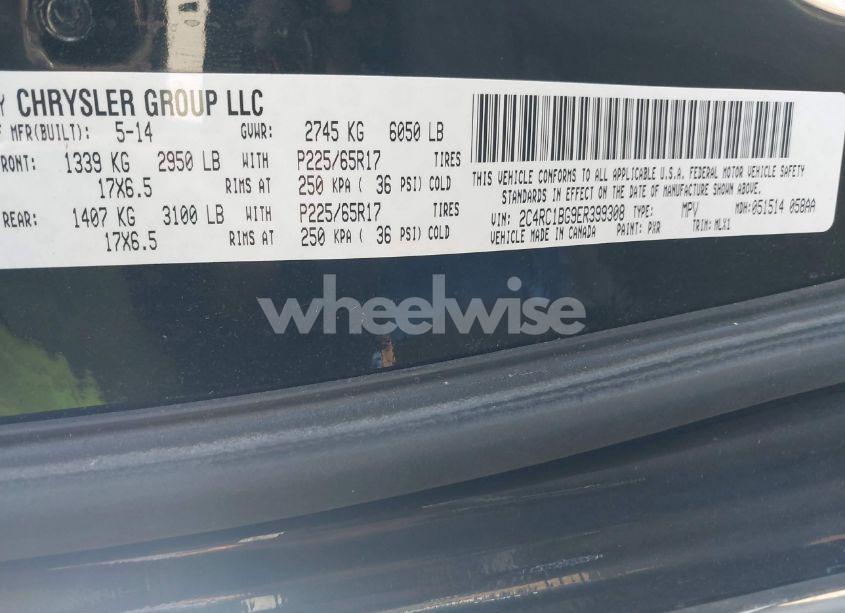 CHRYSLER GROUP LLC
MFR(BUILT): 5-14 GVWR: 2745 KG 6050 LB
FRONT: 1339 KG 2950 LB WITH P225/65R17 TIRES
17X6.5 RIMS AT 250 KPA ( 36 PSI) COLD
REAR: 1407 KG 3100 LB WITH P225/65R17 TIRES
17X6.5 RIMS AT 250 KPA ( 36 PSI) COLD
THIS VEHICLE CONFORMS TO ALL APPLICABLE U.S.A. FEDERAL MOTOR VEHICLE SAFETY
STANDARDS IN EFFECT ON THE DATE OF MANUFACTURE SHOWN ABOVE.
VIN: 2C4RC1BG9ER399308 TYPE: MPV MDH: 051514 058AA
VEHICLE MADE IN CANADA PAINT: PXR TRIM: MLX1
wheelwise